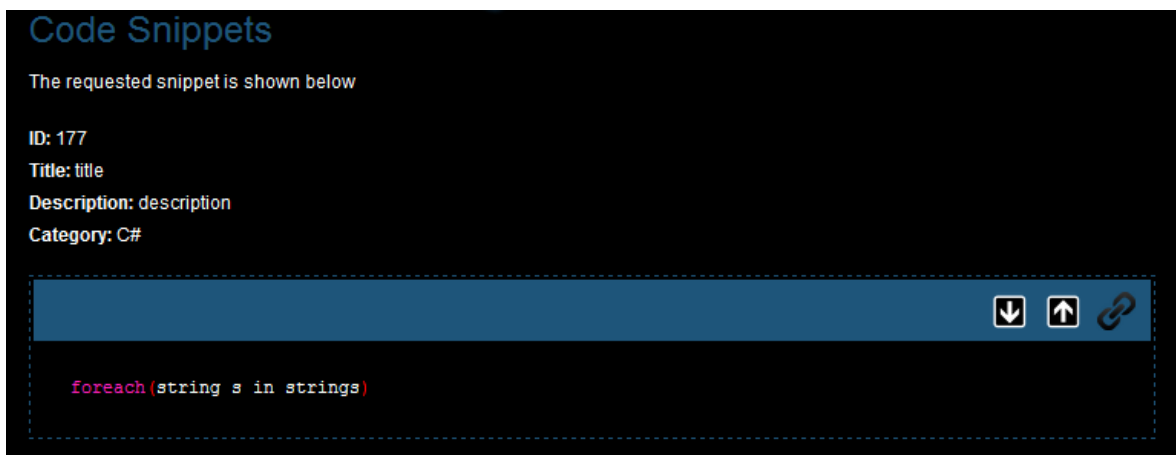 Code Snippets
The requested snippet is shown below
ID: 177
Title: title
Description: description
Category: C#
foreach(string s in strings)